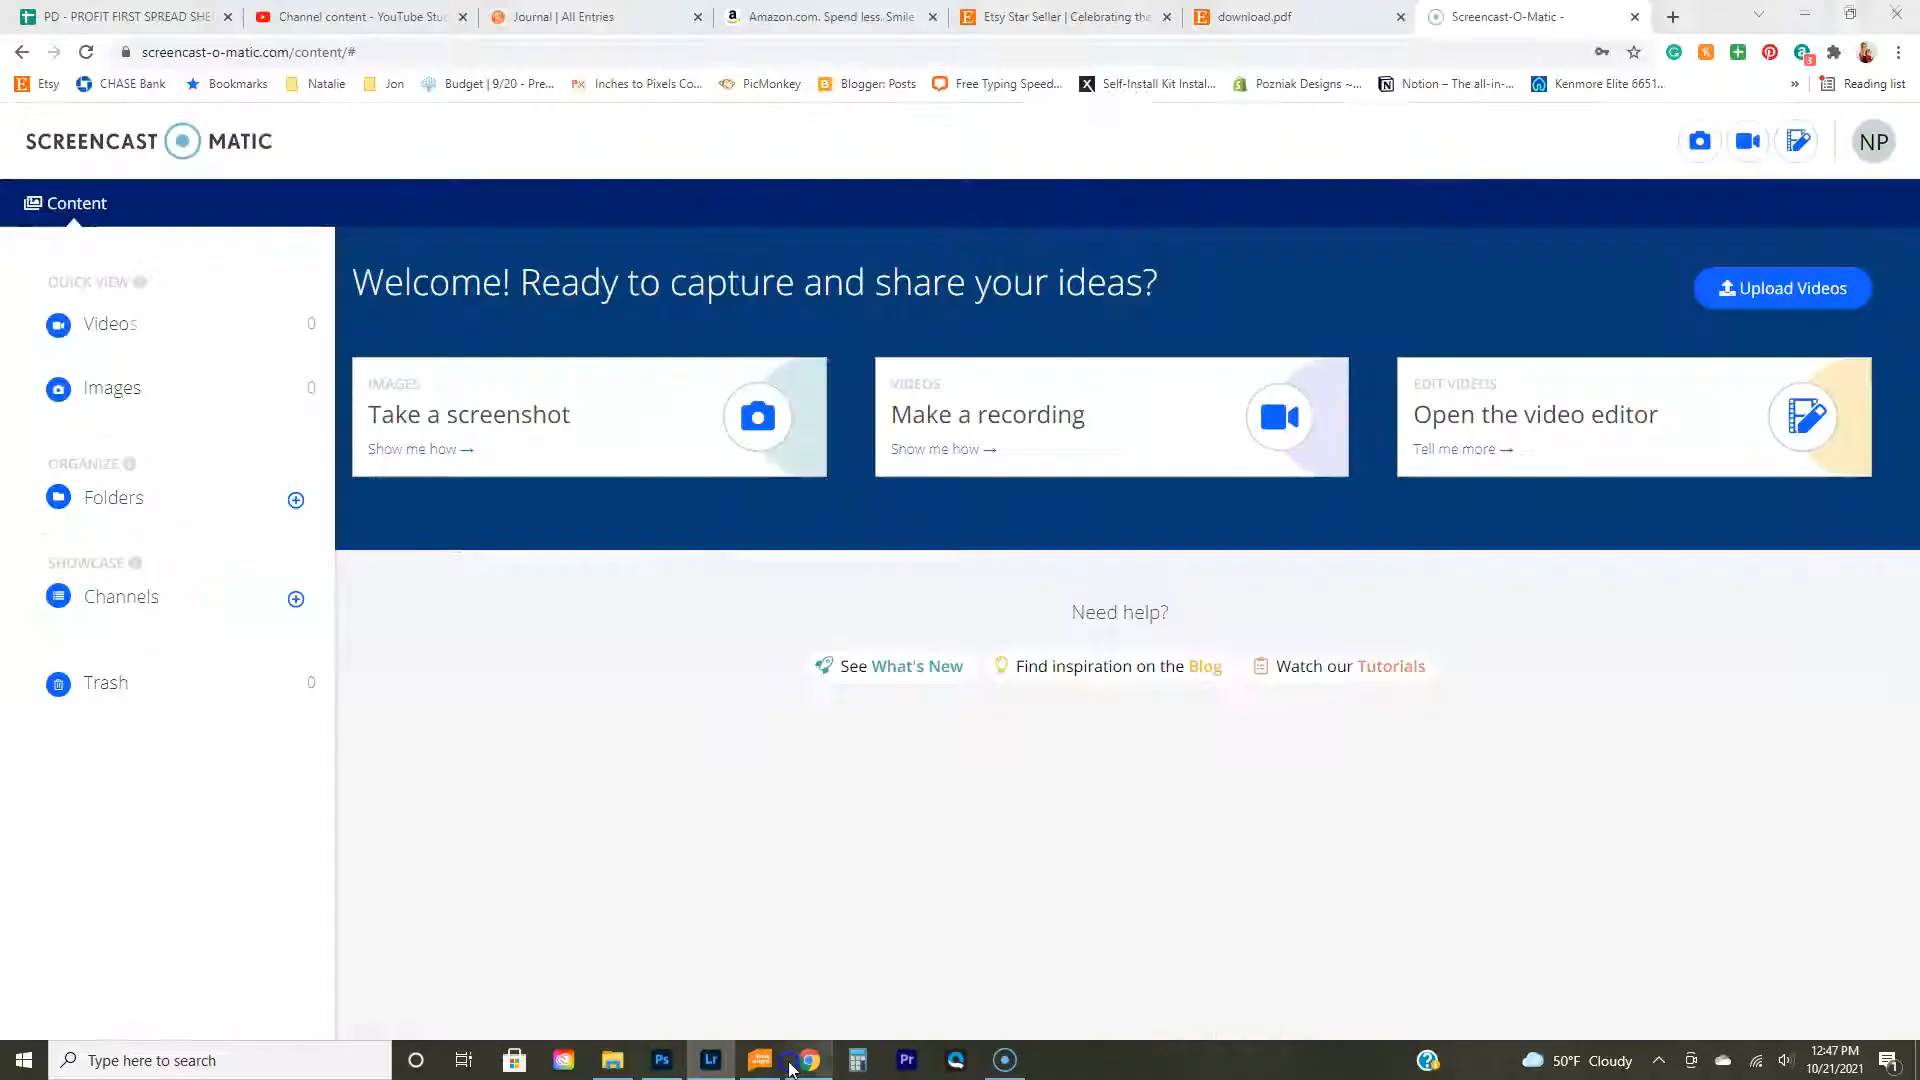 PD - PROFIT FIRST SPREAD SHE
Channel content - YouTube Stu
Journal | All Entries
Amazon.com. Spend less. Smile
Etsy Star Seller | Celebrating the
download.pdf
Screencast-O-Matic -
screencast-o-matic.com/content/#
3
Etsy
CHASE Bank
Bookmarks
Natalie
Jon
Budget | 9/20 - Pre...
Inches to Pixels Co...
PicMonkey
Blogger: Posts
Free Typing Speed...
Self-Install Kit Instal...
Pozniak Designs ~...
Notion – The all-in-...
Kenmore Elite 6651...
»
Reading list
SCREENCAST MATIC
NP
Content
QUICK VIEW
Videos 0
Images 0
ORGANIZE
Folders
SHOWCASE
Channels
Trash 0
Welcome! Ready to capture and share your ideas?
Upload Videos
IMAGES
Take a screenshot
Show me how →
VIDEOS
Make a recording
Show me how →
EDIT VIDEOS
Open the video editor
Tell me more →
Need help?
See What's New
Find inspiration on the Blog
Watch our Tutorials
Type here to search
Ps
Lr
Pr
50°F Cloudy
12:47 PM
10/21/2021
1